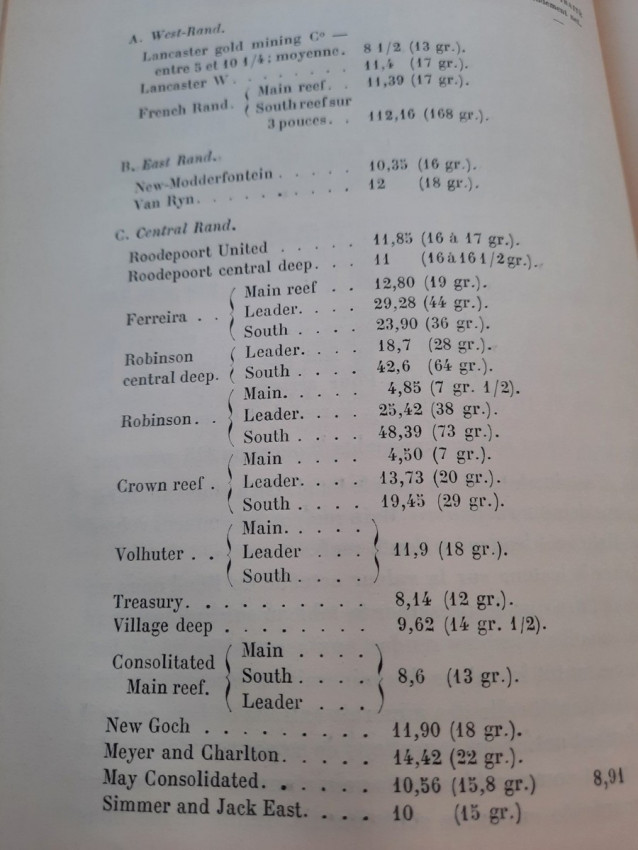 A. West-Rand.
Lancaster gold mining Co —
entre 5 et 10 1/4 ; moyenne. 8 1/2 (13 gr.).
Lancaster W . . . . . . . 11,4 (17 gr.).
French Rand. { Main reef. . 11,39 (17 gr.).
South reef sur
3 pouces. . 112,16 (168 gr.).
B. East Rand.
New-Modderfontein . . . . . 10,35 (16 gr.).
Van Ryn. . . . . . . . . 12 (18 gr.).
C. Central Rand.
Roodepoort United . . . . . 11,85 (16 à 17 gr.).
Roodepoort central deep. . . 11 (16 à 16 1/2 gr.).
Ferreira . . { Main reef . . 12,80 (19 gr.).
Leader. . . . 29,28 (44 gr.).
South . . . . 23,90 (36 gr.).
Robinson central deep. { Leader. . . . 18,7 (28 gr.).
South . . . . 42,6 (64 gr.).
Robinson. . { Main. . . . . 4,85 (7 gr. 1/2).
Leader. . . . 25,42 (38 gr.).
South . . . . 48,39 (73 gr.).
Crown reef . { Main . . . . 4,50 (7 gr.).
Leader. . . . 13,73 (20 gr.).
South . . . . 19,45 (29 gr.).
Volhuter . . { Main. . . . .
Leader . . . } 11,9 (18 gr.).
South . . . .
Treasury. . . . . . . . . 8,14 (12 gr.).
Village deep . . . . . . . 9,62 (14 gr. 1/2).
Consolitated Main reef. { Main . . . .
South . . . . } 8,6 (13 gr.).
Leader . . .
New Goch . . . . . . . . 11,90 (18 gr.).
Meyer and Charlton. . . . . 14,42 (22 gr.).
May Consolidated. . . . . . 10,56 (15,8 gr.) 8,91
Simmer and Jack East. . . . 10 (15 gr.)